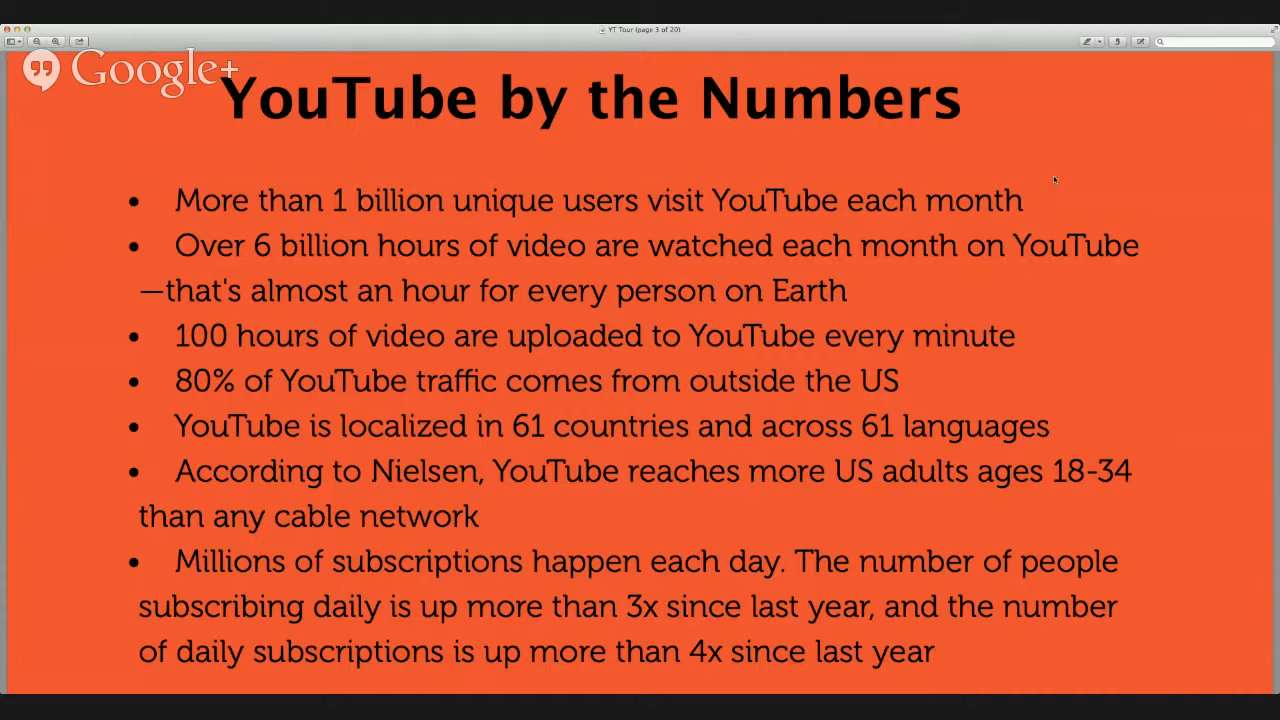 YT Tour (page 3 of 20)
Google+
YouTube by the Numbers
• More than 1 billion unique users visit YouTube each month
• Over 6 billion hours of video are watched each month on YouTube
—that's almost an hour for every person on Earth
• 100 hours of video are uploaded to YouTube every minute
• 80% of YouTube traffic comes from outside the US
• YouTube is localized in 61 countries and across 61 languages
• According to Nielsen, YouTube reaches more US adults ages 18-34
than any cable network
• Millions of subscriptions happen each day. The number of people
subscribing daily is up more than 3x since last year, and the number
of daily subscriptions is up more than 4x since last year